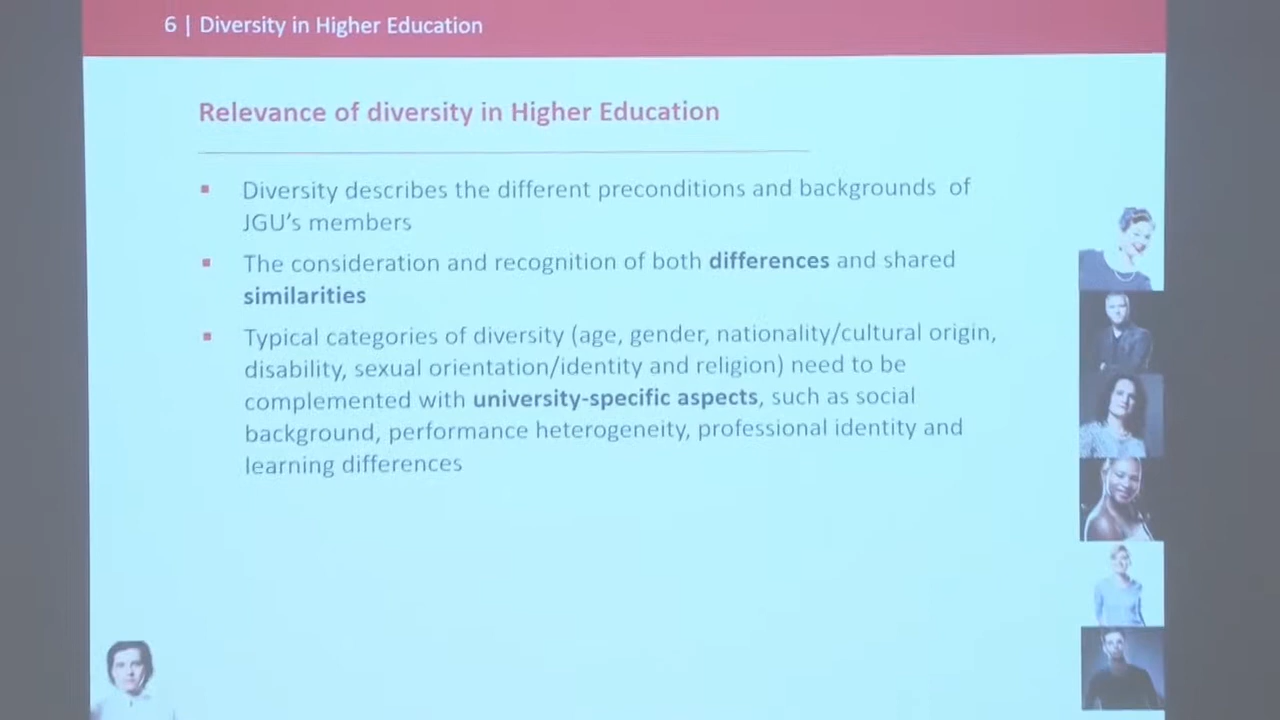 6 | Diversity in Higher Education
Relevance of diversity in Higher Education
▪ Diversity describes the different preconditions and backgrounds of
JGU's members
▪ The consideration and recognition of both differences and shared
similarities
▪ Typical categories of diversity (age, gender, nationality/cultural origin,
disability, sexual orientation/identity and religion) need to be
complemented with university-specific aspects, such as social
background, performance heterogeneity, professional identity and
learning differences